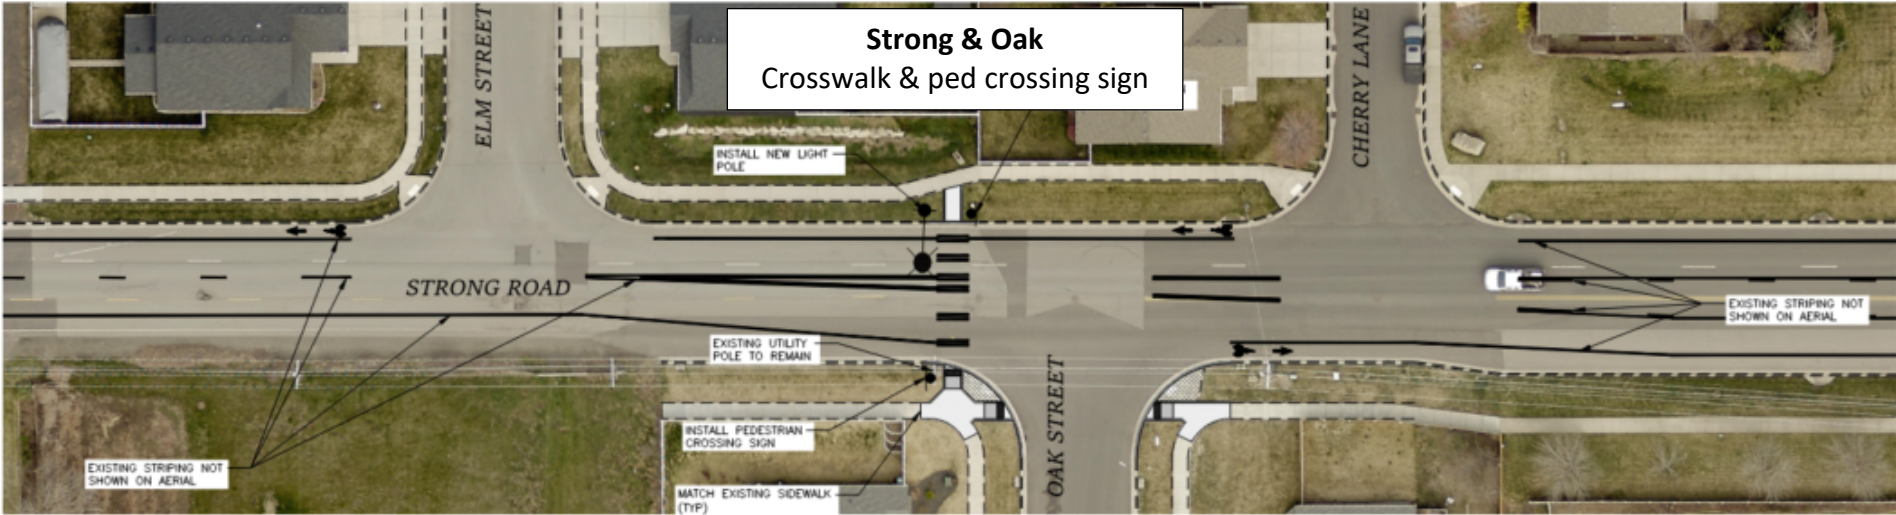 Strong & Oak
Crosswalk & ped crossing sign
ELM STREET
CHERRY LANE
INSTALL NEW LIGHT
POLE
STRONG ROAD
EXISTING STRIPING NOT
SHOWN ON AERIAL
EXISTING UTILITY
POLE TO REMAIN
OAK STREET
INSTALL PEDESTRIAN
CROSSING SIGN
EXISTING STRIPING NOT
SHOWN ON AERIAL
MATCH EXISTING SIDEWALK
(TYP)